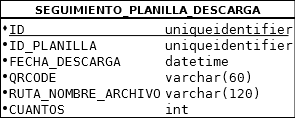 SEGUIMIENTO_PLANILLA_DESCARGA
•ID uniqueidentifier
•ID_PLANILLA uniqueidentifier
•FECHA_DESCARGA datetime
•QRCODE varchar(60)
•RUTA_NOMBRE_ARCHIVO varchar(120)
•CUANTOS int